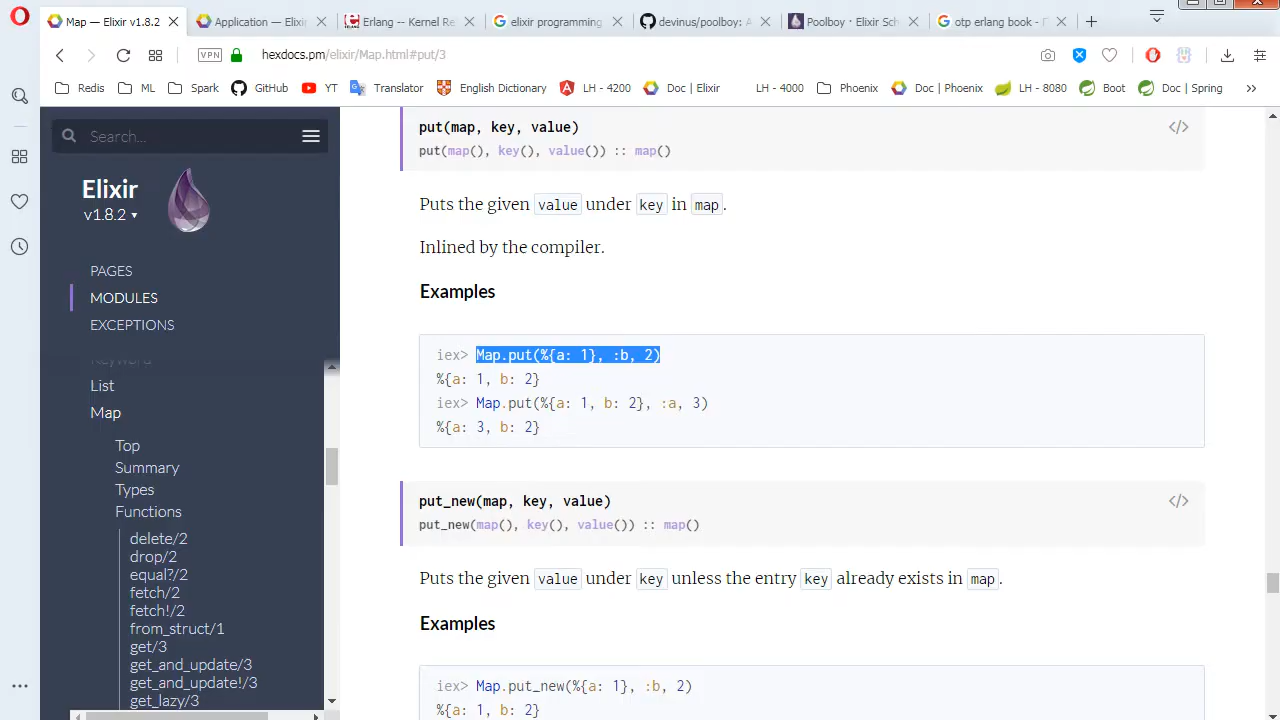 Map — Elixir v1.8.2
Application — Elixi
Erlang -- Kernel Re
elixir programming
devinus/poolboy:
Poolboy · Elixir Sch
otp erlang book -
VPN
hexdocs.pm/elixir/Map.html#put/3
Redis
ML
Spark
GitHub
YT
Translator
English Dictionary
LH - 4200
Doc | Elixir
LH - 4000
Phoenix
Doc | Phoenix
LH - 8080
Boot
Doc | Spring
»
Search...
Elixir
v1.8.2
PAGES
MODULES
EXCEPTIONS
Keyword
List
Map
Top
Summary
Types
Functions
delete/2
drop/2
equal?/2
fetch/2
fetch!/2
from_struct/1
get/3
get_and_update/3
get_and_update!/3
get_lazy/3
put(map, key, value)
</>
put(map(), key(), value()) :: map()
Puts the given value under key in map.
Inlined by the compiler.
Examples
iex> Map.put(%{a: 1}, :b, 2)
%{a: 1, b: 2}
iex> Map.put(%{a: 1, b: 2}, :a, 3)
%{a: 3, b: 2}
put_new(map, key, value)
</>
put_new(map(), key(), value()) :: map()
Puts the given value under key unless the entry key already exists in map.
Examples
iex> Map.put_new(%{a: 1}, :b, 2)
%{a: 1, b: 2}